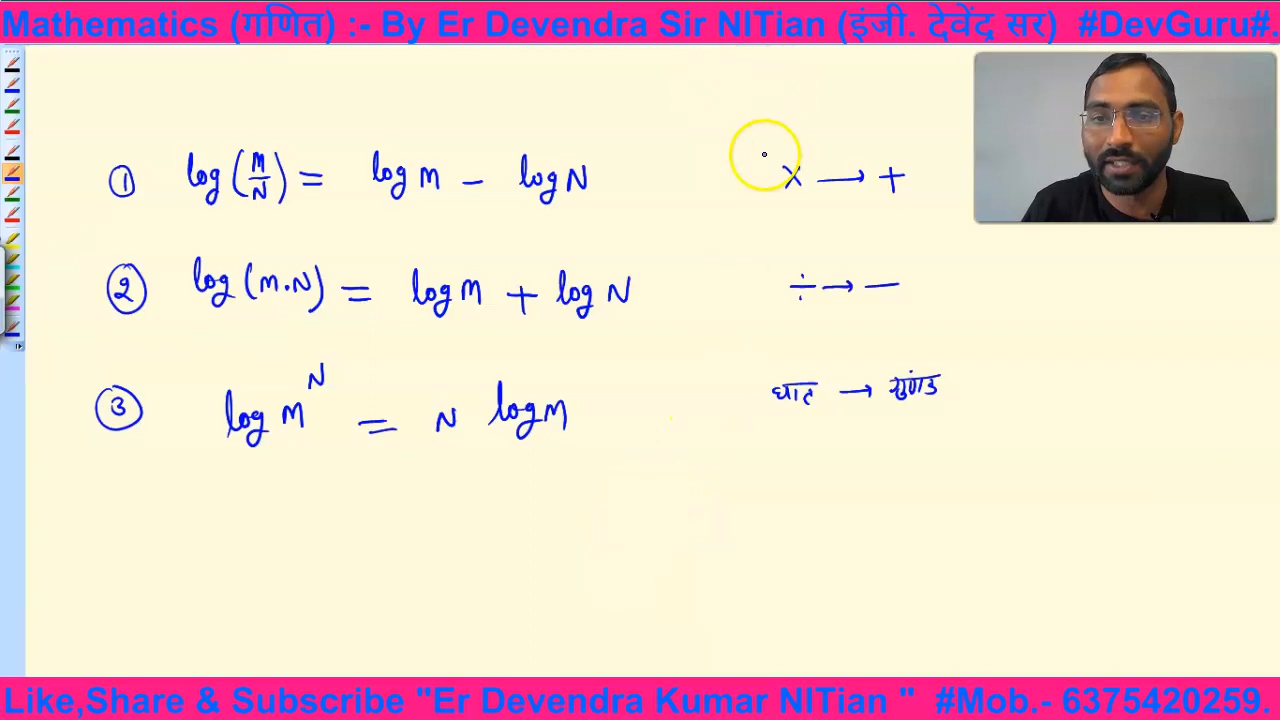 Mathematics (गणित) :- By Er Devendra Sir NITian (इंजी. देवेंद्र सर) #DevGuru#.
① log(M/N) = log M - log N × → +
② log(M.N) = log M + log N ÷ → -
③ log M^N = N log M घात →
Like,Share & Subscribe "Er Devendra Kumar NITian " #Mob.- 6375420259.